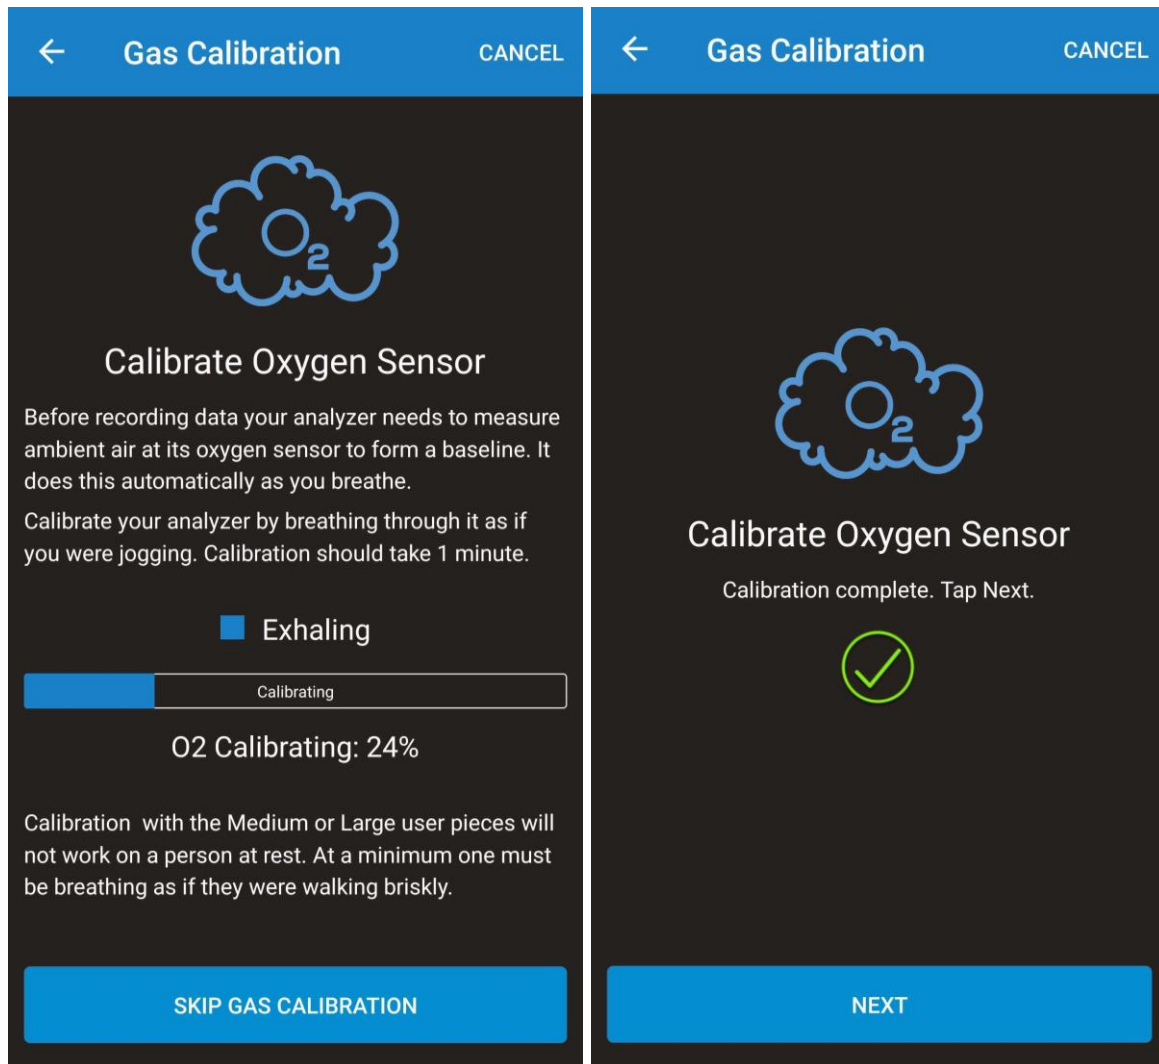 Gas Calibration
CANCEL
O2
Calibrate Oxygen Sensor
Before recording data your analyzer needs to measure
ambient air at its oxygen sensor to form a baseline. It
does this automatically as you breathe.
Calibrate your analyzer by breathing through it as if
you were jogging. Calibration should take 1 minute.
Exhaling
Calibrating
O2 Calibrating: 24%
Calibration  with the Medium or Large user pieces will
not work on a person at rest. At a minimum one must
be breathing as if they were walking briskly.
SKIP GAS CALIBRATION
Gas Calibration
CANCEL
O2
Calibrate Oxygen Sensor
Calibration complete. Tap Next.
NEXT